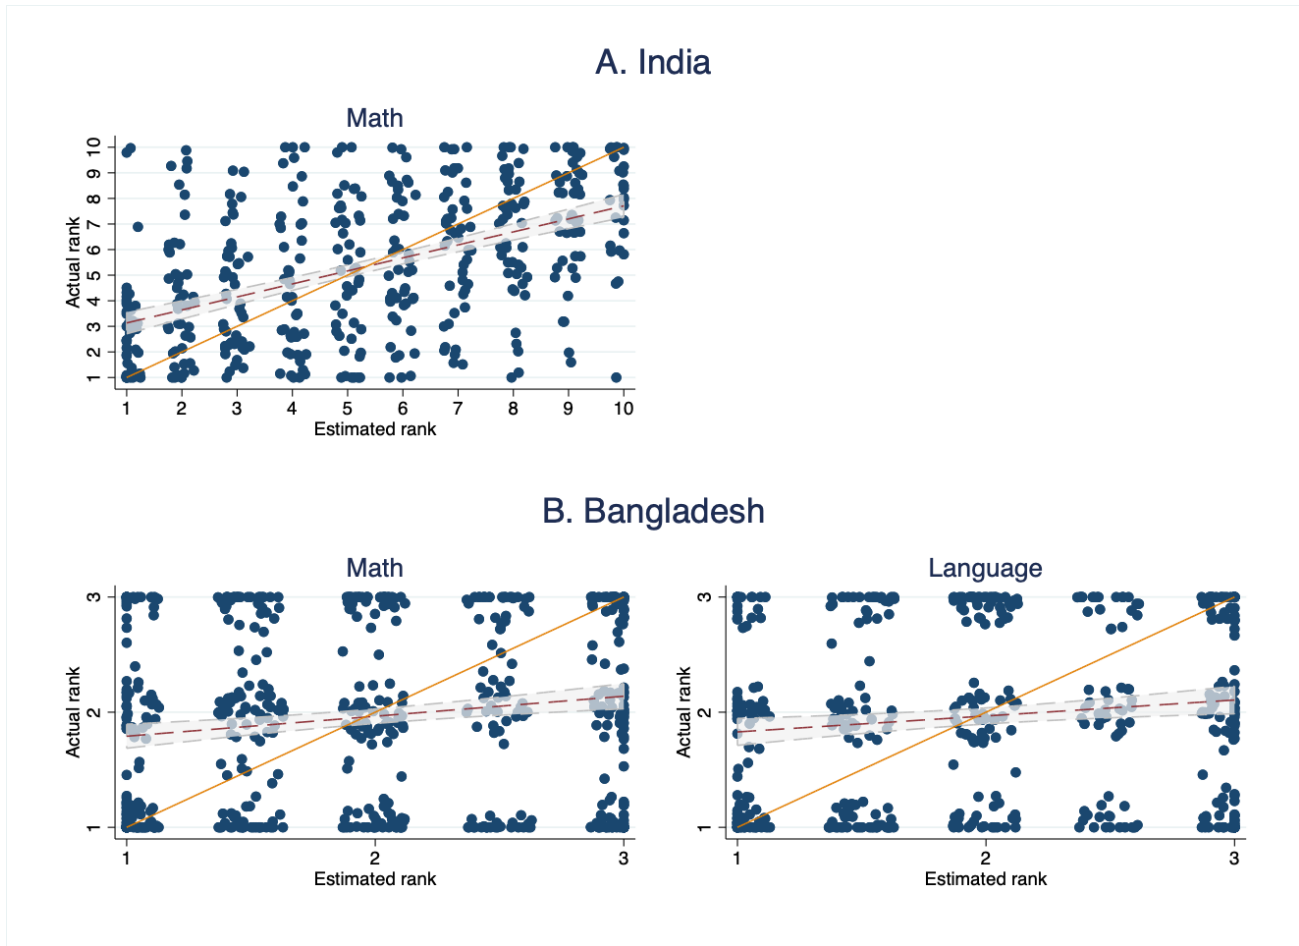 A. India
Math
Actual rank
10
9
8
7
6
5
4
3
2
1
1 2 3 4 5 6 7 8 9 10
Estimated rank
B. Bangladesh
Math
Actual rank
3
2
1
1 2 3
Estimated rank
Language
Actual rank
3
2
1
1 2 3
Estimated rank